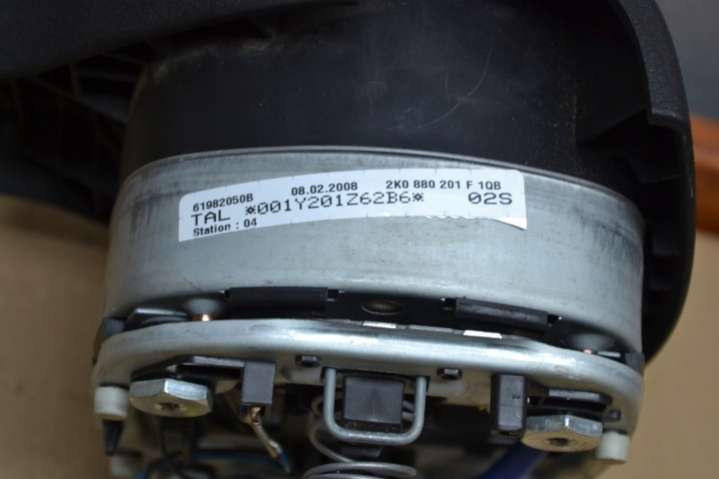 61982050B 08.02.2008 2K0 880 201 F 1QB
TAL *001Y201Z62B6* 02S
Station : 04